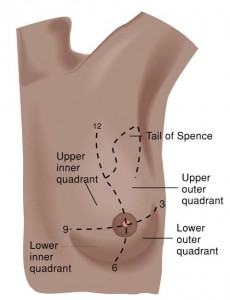 12
Tail of Spence
Upper
inner
quadrant
Upper
outer
quadrant
3
9
Lower
outer
quadrant
Lower
inner
quadrant
6